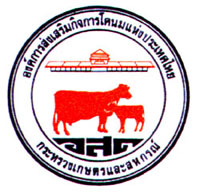 องค์การส่งเสริมกิจการโคนมแห่งประเทศไทย
อสค
กระทรวงเกษตรและสหกรณ์